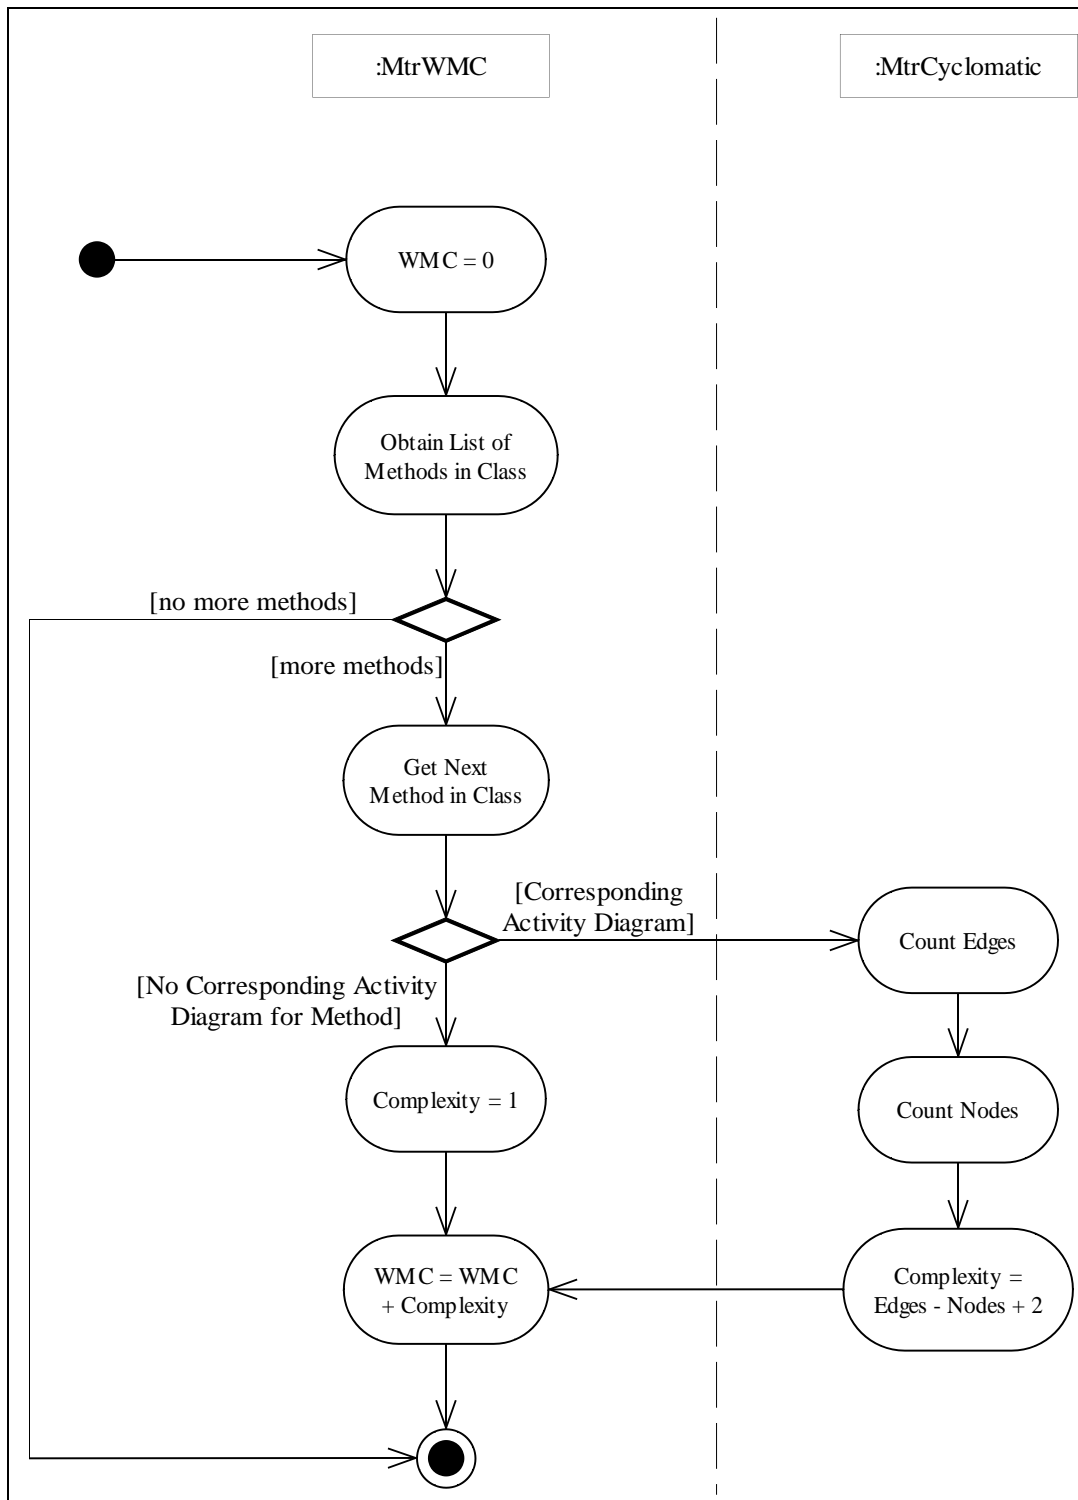 :MtrWMC
:MtrCyclomatic
WMC = 0
Obtain List of
Methods in Class
[no more methods]
[more methods]
Get Next
Method in Class
[Corresponding
Activity Diagram]
Count Edges
[No Corresponding Activity
Diagram for Method]
Complexity = 1
Count Nodes
WMC = WMC
+ Complexity
Complexity =
Edges - Nodes + 2